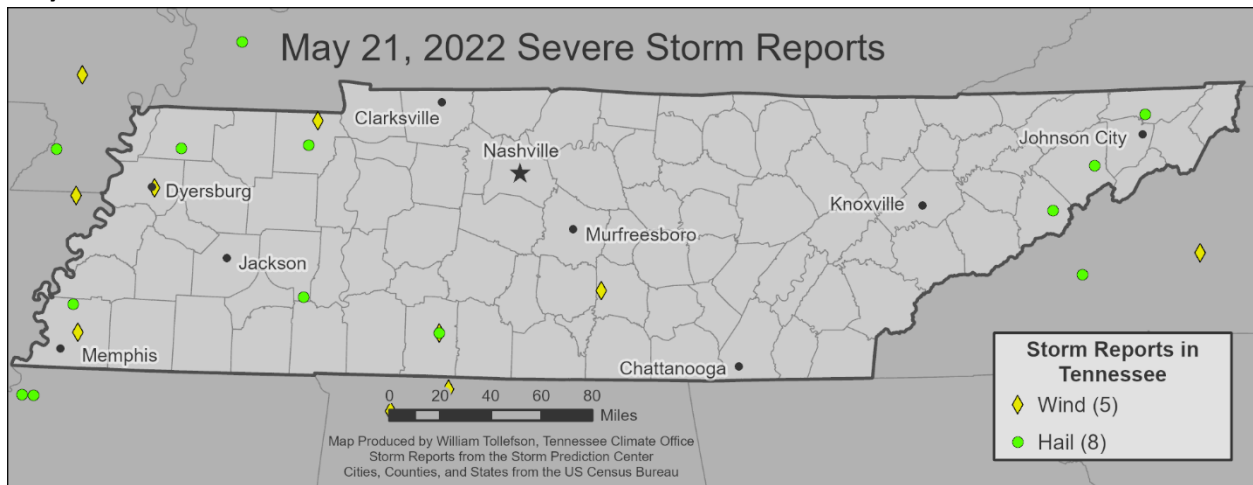 May 21, 2022 Severe Storm Reports
Clarksville
Nashville
Johnson City
Dyersburg
Knoxville
Murfreesboro
Jackson
Memphis
Chattanooga
Storm Reports in
Tennessee
Wind (5)
Hail (8)
0 20 40 60 80
Miles
Map Produced by William Tollefson, Tennessee Climate Office
Storm Reports from the Storm Prediction Center
Cities, Counties, and States from the US Census Bureau